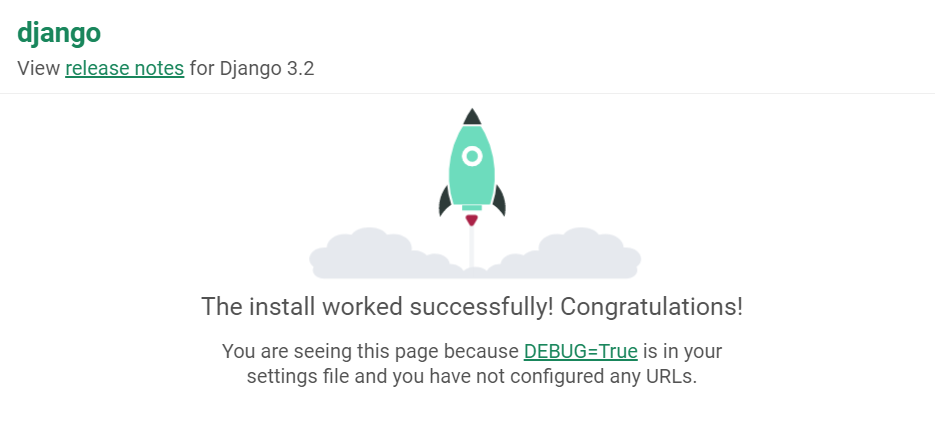 django
View release notes for Django 3.2
The install worked successfully! Congratulations!
You are seeing this page because DEBUG=True is in your
settings file and you have not configured any URLs.